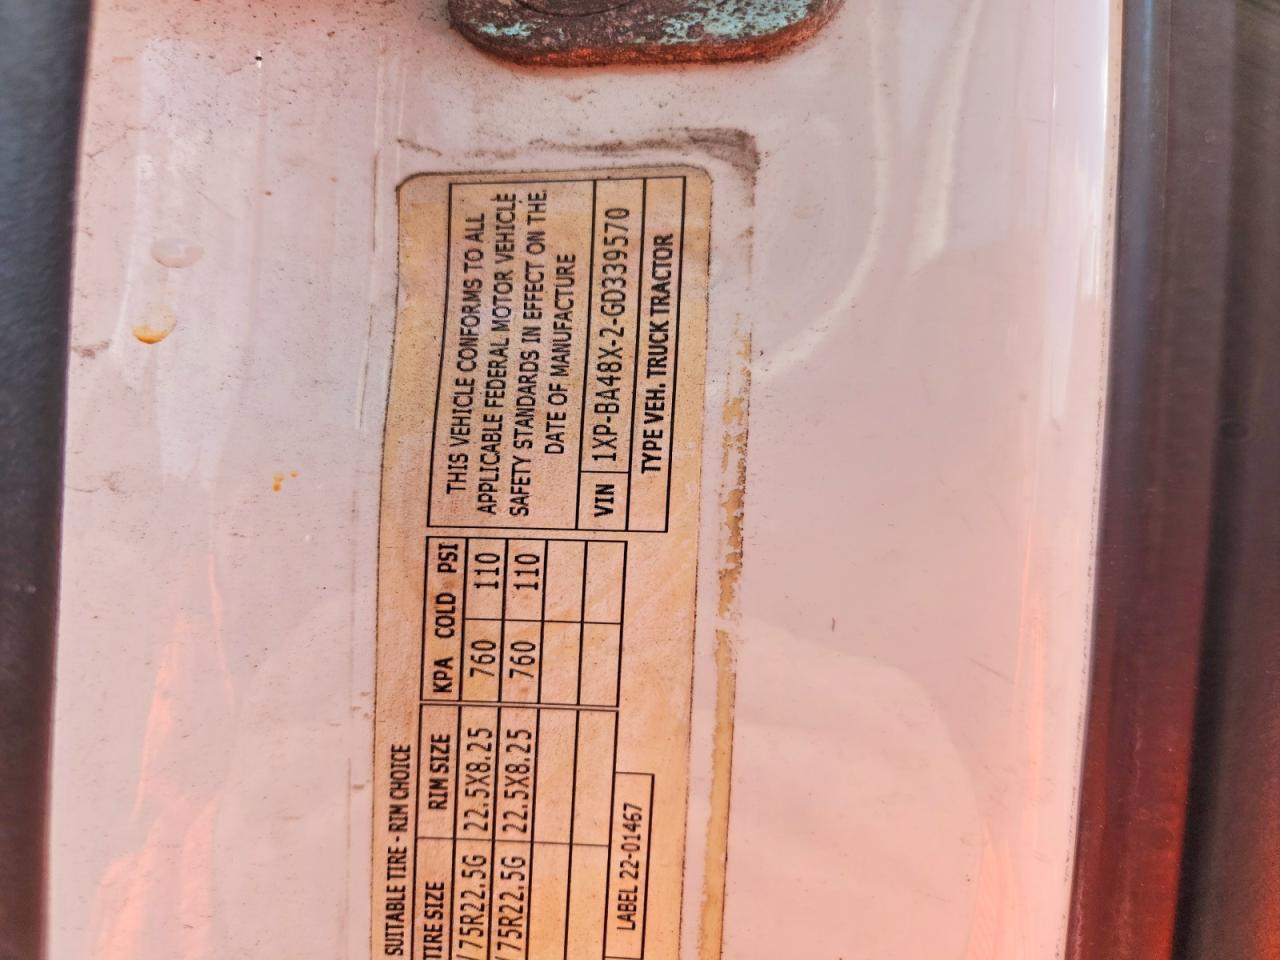 SUITABLE TIRE - RIM CHOICE
TIRE SIZE RIM SIZE KPA COLD PSI
/75R22.5G 22.5X8.25 760 110
/75R22.5G 22.5X8.25 760 110
LABEL 22-01467
THIS VEHICLE CONFORMS TO ALL
APPLICABLE FEDERAL MOTOR VEHICLE
SAFETY STANDARDS IN EFFECT ON THE
DATE OF MANUFACTURE
VIN 1XP-BA48X-2-GD339570
TYPE VEH. TRUCK TRACTOR